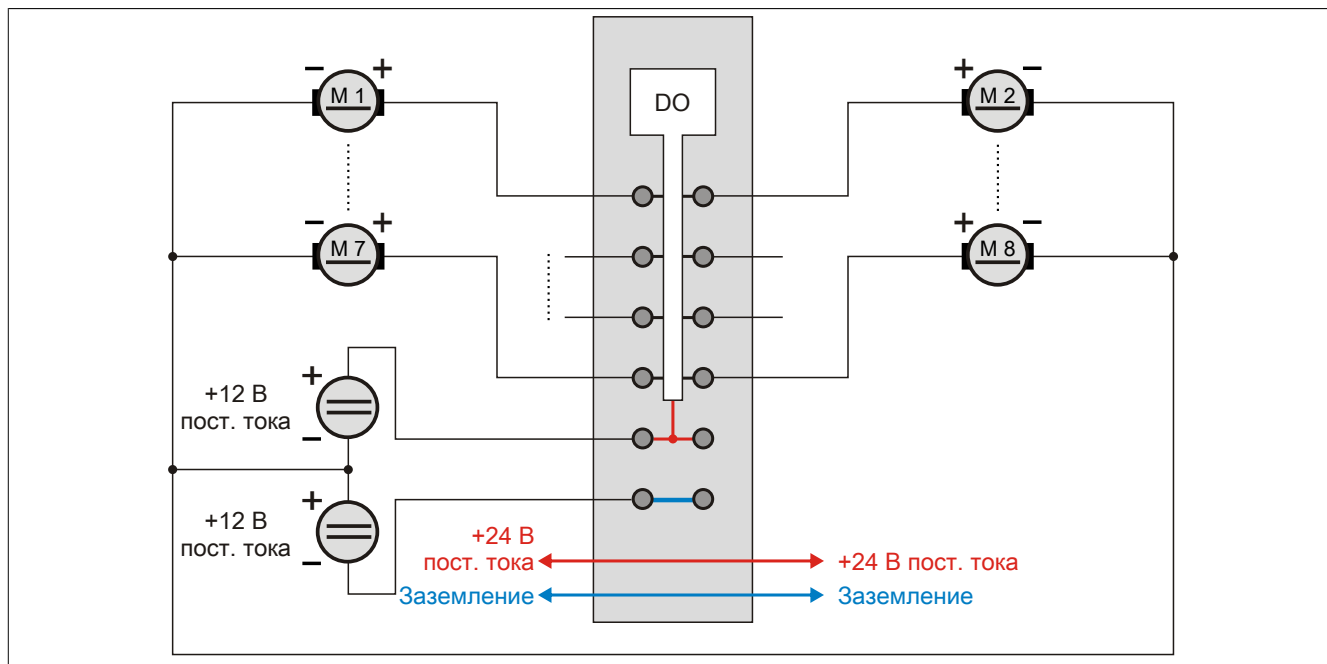 − M 1 +
DO
+ M 2 −
− M 7 +
+ M 8 −
+
+12 В
пост. тока
−
+
+12 В
пост. тока
−
+24 В
пост. тока
+24 В пост. тока
Заземление
Заземление